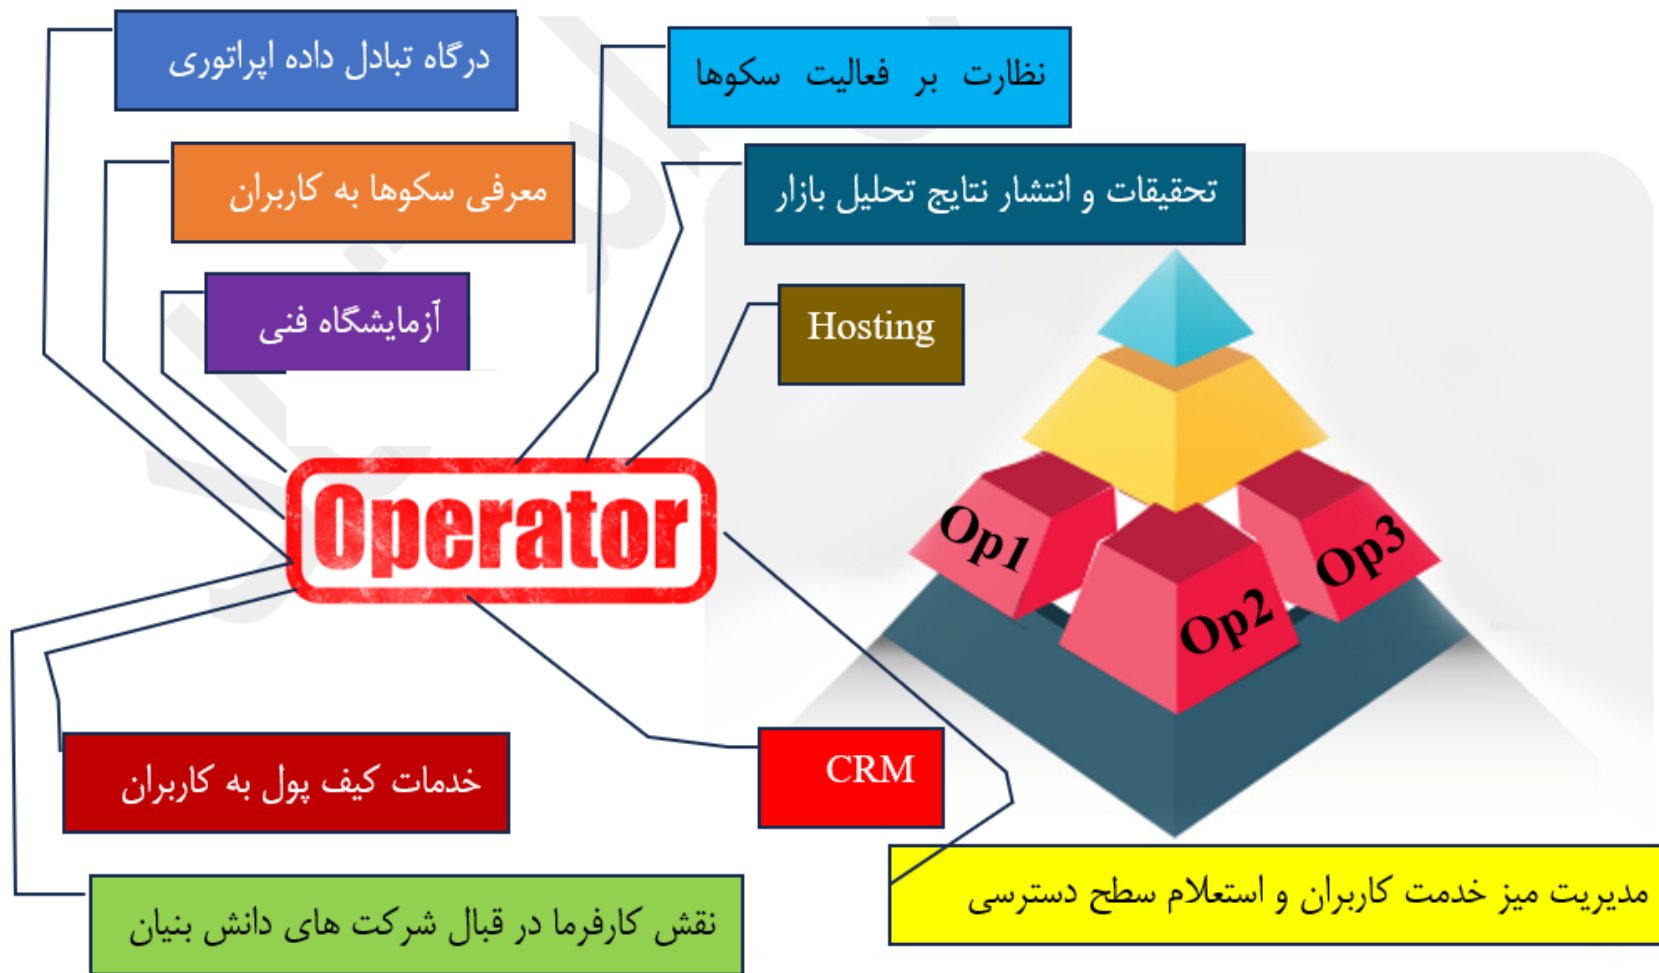 درگاه تبادل داده اپراتوری
نظارت بر فعالیت سکوها
معرفی سکوها به کاربران
تحقیقات و انتشار نتایج تحلیل بازار
آزمایشگاه فنی
Hosting
Operator
Op1
Op2
Op3
خدمات کیف پول به کاربران
CRM
مدیریت میز خدمت کاربران و استعلام سطح دسترسی
نقش کارفرما در قبال شرکت های دانش بنیان